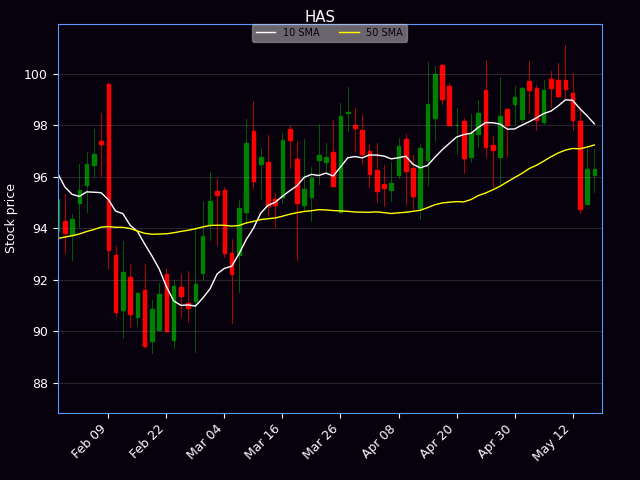 HAS
10 SMA
50 SMA
Stock price
100
98
96
94
92
90
88
Feb 09
Feb 22
Mar 04
Mar 16
Mar 26
Apr 08
Apr 20
Apr 30
May 12